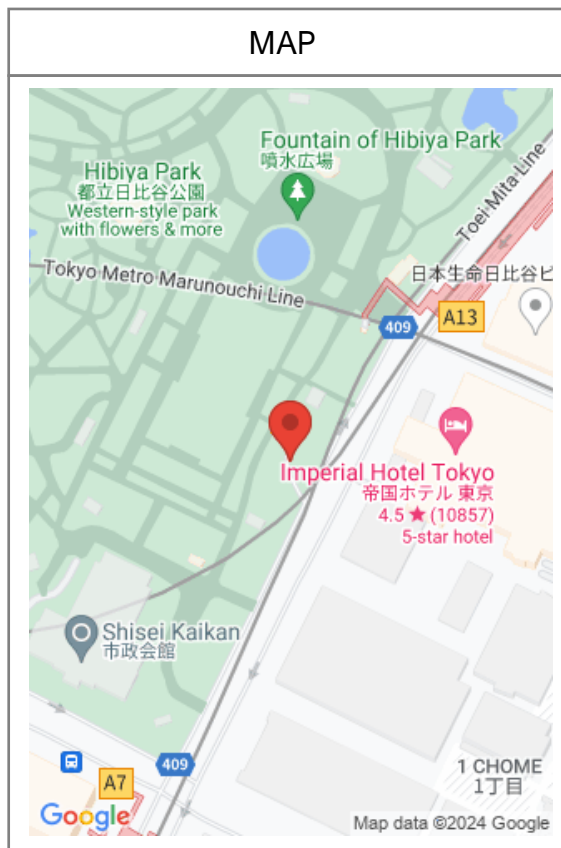 MAP
Fountain of Hibiya Park
噴水広場
Hibiya Park
都立日比谷公園
Western-style park
with flowers & more
Toei Mita Line
Tokyo Metro Marunouchi Line
日本生命日比谷ビ
A13
409
Imperial Hotel Tokyo
帝国ホテル 東京
4.5 ★ (10857)
5-star hotel
Shisei Kaikan
市政会館
409
A7
1 CHOME
1丁目
Google
Map data ©2024 Google